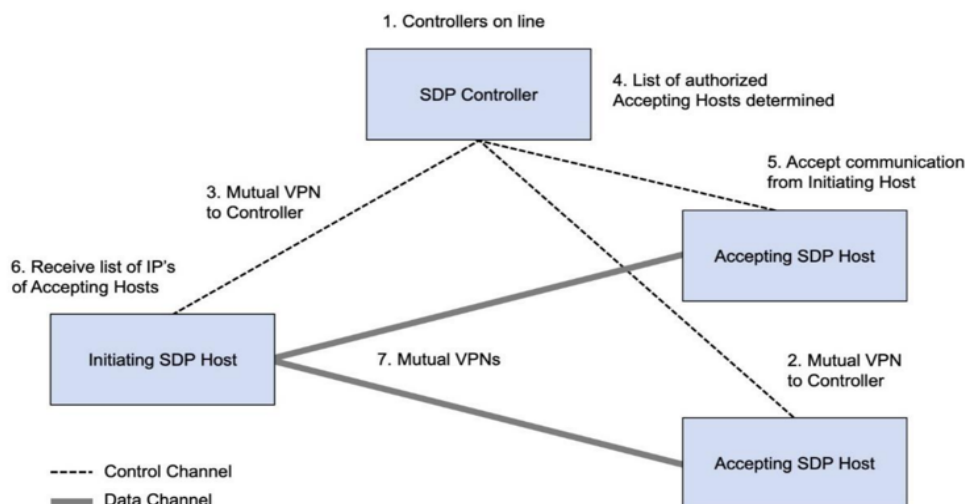 1. Controllers on line
SDP Controller
4. List of authorized
Accepting Hosts determined
5. Accept communication
from Initiating Host
3. Mutual VPN
to Controller
Accepting SDP Host
6. Receive list of IP's
of Accepting Hosts
Initiating SDP Host
7. Mutual VPNs
2. Mutual VPN
to Controller
Accepting SDP Host
Control Channel
Data Channel